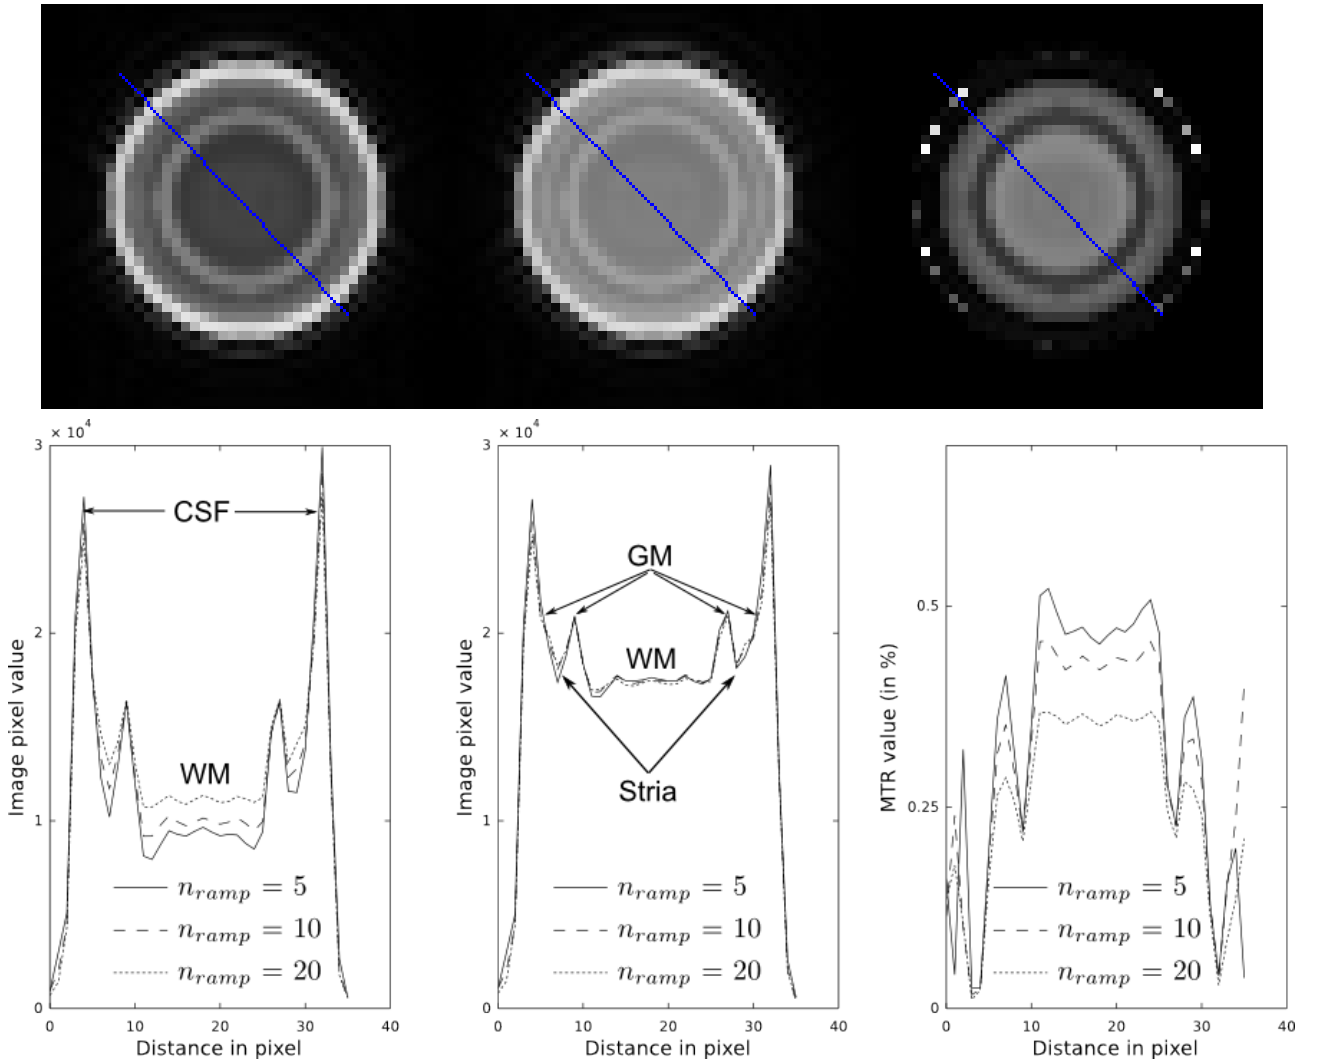 × 10⁴
3
2
1
0
0 10 20 30 40
Image pixel value
Distance in pixel
CSF
WM
n_ramp = 5
n_ramp = 10
n_ramp = 20
× 10⁴
3
2
1
0
0 10 20 30 40
Image pixel value
Distance in pixel
GM
WM
Stria
n_ramp = 5
n_ramp = 10
n_ramp = 20
0.5
0.25
0
0 10 20 30 40
MTR value (in %)
Distance in pixel
n_ramp = 5
n_ramp = 10
n_ramp = 20